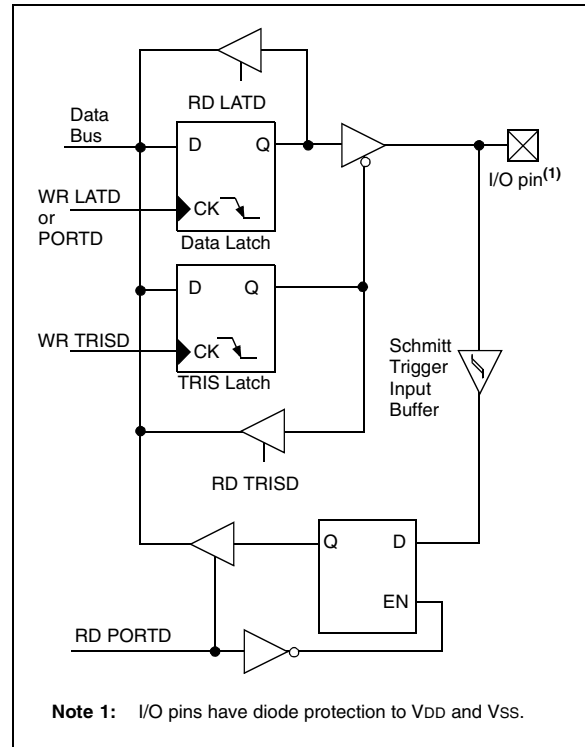 RD LATD
Data
Bus
D Q
WR LATD
or
PORTD
CK
Data Latch
I/O pin(1)
D Q
WR TRISD
CK
TRIS Latch
Schmitt
Trigger
Input
Buffer
RD TRISD
Q D
EN
RD PORTD
Note 1: I/O pins have diode protection to VDD and VSS.